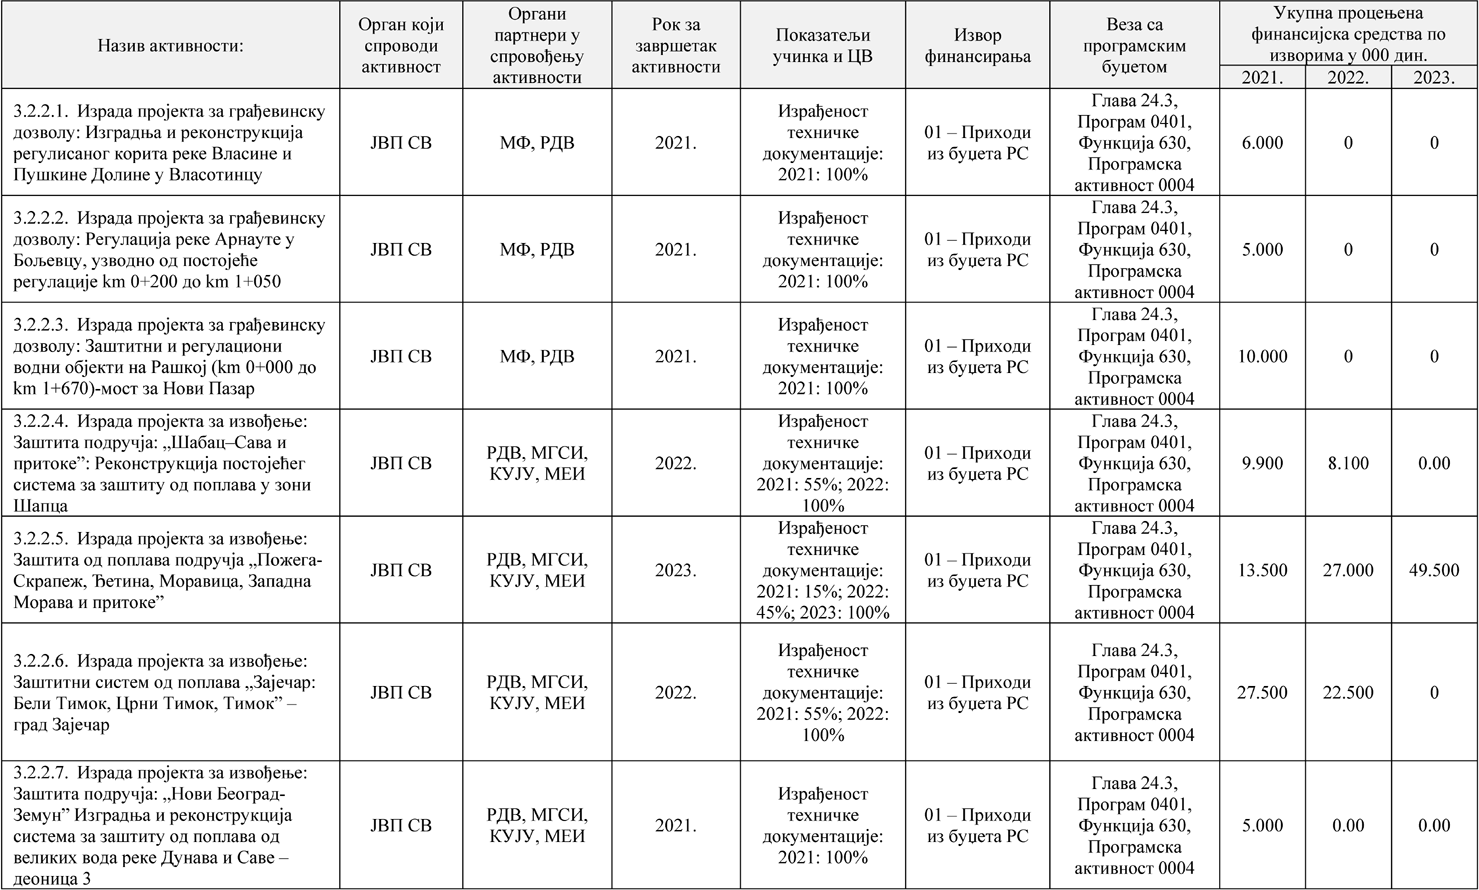 Назив активности:
Орган који
спроводи
активност
Органи
партнери у
спровођењу
активности
Рок за
завршетак
активности
Показатељи
учинка и ЦВ
Извор
финансирања
Веза са
програмским
буџетом
Укупна процењена
финансијска средства по
изворима у 000 дин.
2021.
2022.
2023.
3.2.2.1. Израда пројекта за грађевинску
дозволу: Изградња и реконструкција
регулисаног корита реке Власине и
Пушкине Долине у Власотинцу
ЈВП СВ
МФ, РДВ
2021.
Израђеност
техничке
документације:
2021: 100%
01 – Приходи
из буџета РС
Глава 24.3,
Програм 0401,
Функција 630,
Програмска
активност 0004
6.000
0
0
3.2.2.2. Израда пројекта за грађевинску
дозволу: Регулација реке Арнауте у
Бољевцу, узводно од постојеће
регулације km 0+200 до km 1+050
ЈВП СВ
МФ, РДВ
2021.
Израђеност
техничке
документације:
2021: 100%
01 – Приходи
из буџета РС
Глава 24.3,
Програм 0401,
Функција 630,
Програмска
активност 0004
5.000
0
0
3.2.2.3. Израда пројекта за грађевинску
дозволу: Заштитни и регулациони
водни објекти на Рашкој (km 0+000 до
km 1+670)-мост за Нови Пазар
ЈВП СВ
МФ, РДВ
2021.
Израђеност
техничке
документације:
2021: 100%
01 – Приходи
из буџета РС
Глава 24.3,
Програм 0401,
Функција 630,
Програмска
активност 0004
10.000
0
0
3.2.2.4. Израда пројекта за извођење:
Заштита подручја: „Шабац–Сава и
притоке”: Реконструкција постојећег
система за заштиту од поплава у зони
Шапца
ЈВП СВ
РДВ, МГСИ,
КУЈУ, МЕИ
2022.
Израђеност
техничке
документације:
2021: 55%; 2022:
100%
01 – Приходи
из буџета РС
Глава 24.3,
Програм 0401,
Функција 630,
Програмска
активност 0004
9.900
8.100
0.00
3.2.2.5. Израда пројекта за извођење:
Заштита од поплава подручја „Пожега-
Скрапеж, Ђетина, Моравица, Западна
Морава и притоке”
ЈВП СВ
РДВ, МГСИ,
КУЈУ, МЕИ
2023.
Израђеност
техничке
документације:
2021: 15%; 2022:
45%; 2023: 100%
01 – Приходи
из буџета РС
Глава 24.3,
Програм 0401,
Функција 630,
Програмска
активност 0004
13.500
27.000
49.500
3.2.2.6. Израда пројекта за извођење:
Заштитни систем од поплава „Зајечар:
Бели Тимок, Црни Тимок, Тимок” –
град Зајечар
ЈВП СВ
РДВ, МГСИ,
КУЈУ, МЕИ
2022.
Израђеност
техничке
документације:
2021: 55%; 2022:
100%
01 – Приходи
из буџета РС
Глава 24.3,
Програм 0401,
Функција 630,
Програмска
активност 0004
27.500
22.500
0
3.2.2.7. Израда пројекта за извођење:
Заштита подручја: „Нови Београд-
Земун” Изградња и реконструкција
система за заштиту од поплава од
великих вода реке Дунава и Саве –
деоница 3
ЈВП СВ
РДВ, МГСИ,
КУЈУ, МЕИ
2021.
Израђеност
техничке
документације:
2021: 100%
01 – Приходи
из буџета РС
Глава 24.3,
Програм 0401,
Функција 630,
Програмска
активност 0004
5.000
0.00
0.00